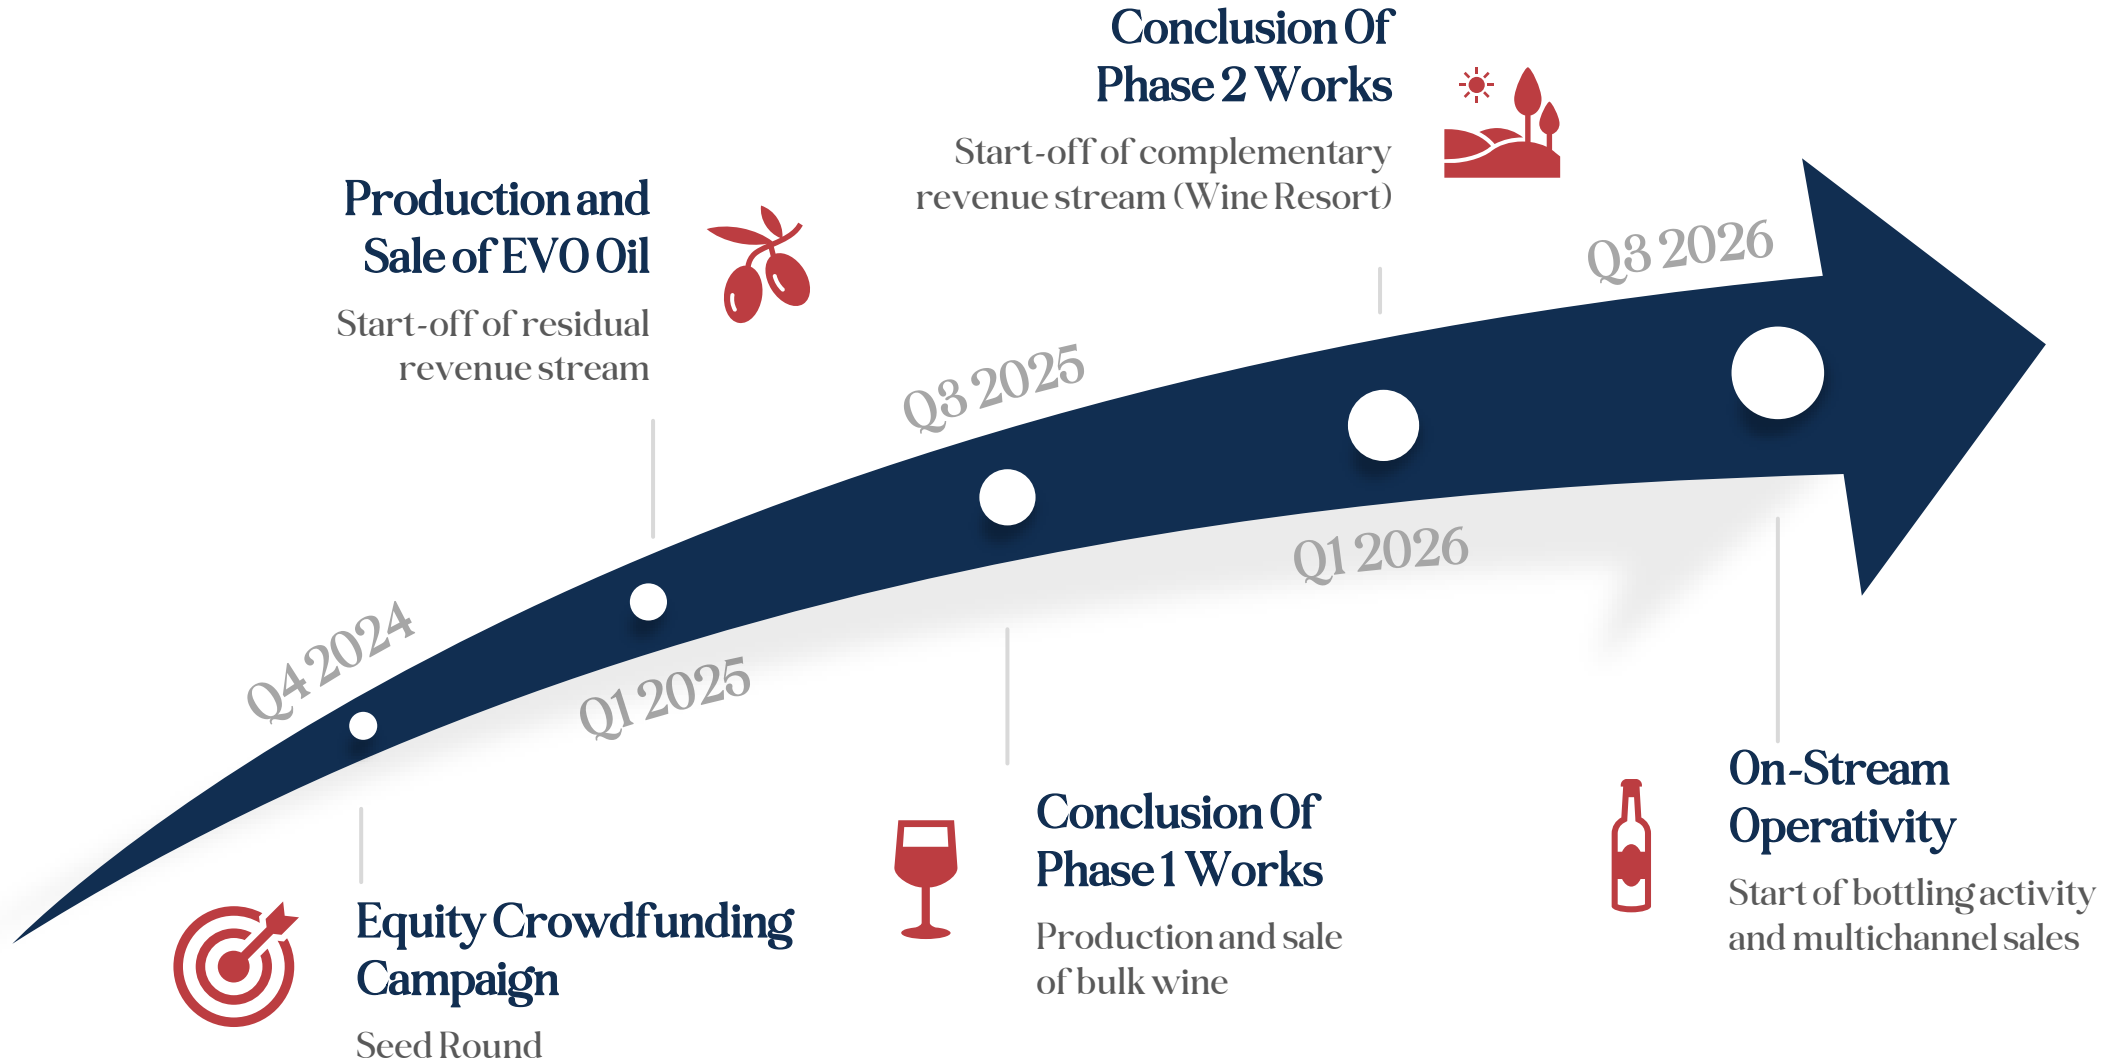 Conclusion Of
Phase 2 Works
Start-off of complementary
revenue stream (Wine Resort)
Production and
Sale of EVO Oil
Start-off of residual
revenue stream
Q3 2026
Q3 2025
Q1 2026
Q4 2024
Q1 2025
On-Stream
Operativity
Start of bottling activity
and multichannel sales
Conclusion Of
Phase 1 Works
Production and sale
of bulk wine
Equity Crowdfunding
Campaign
Seed Round